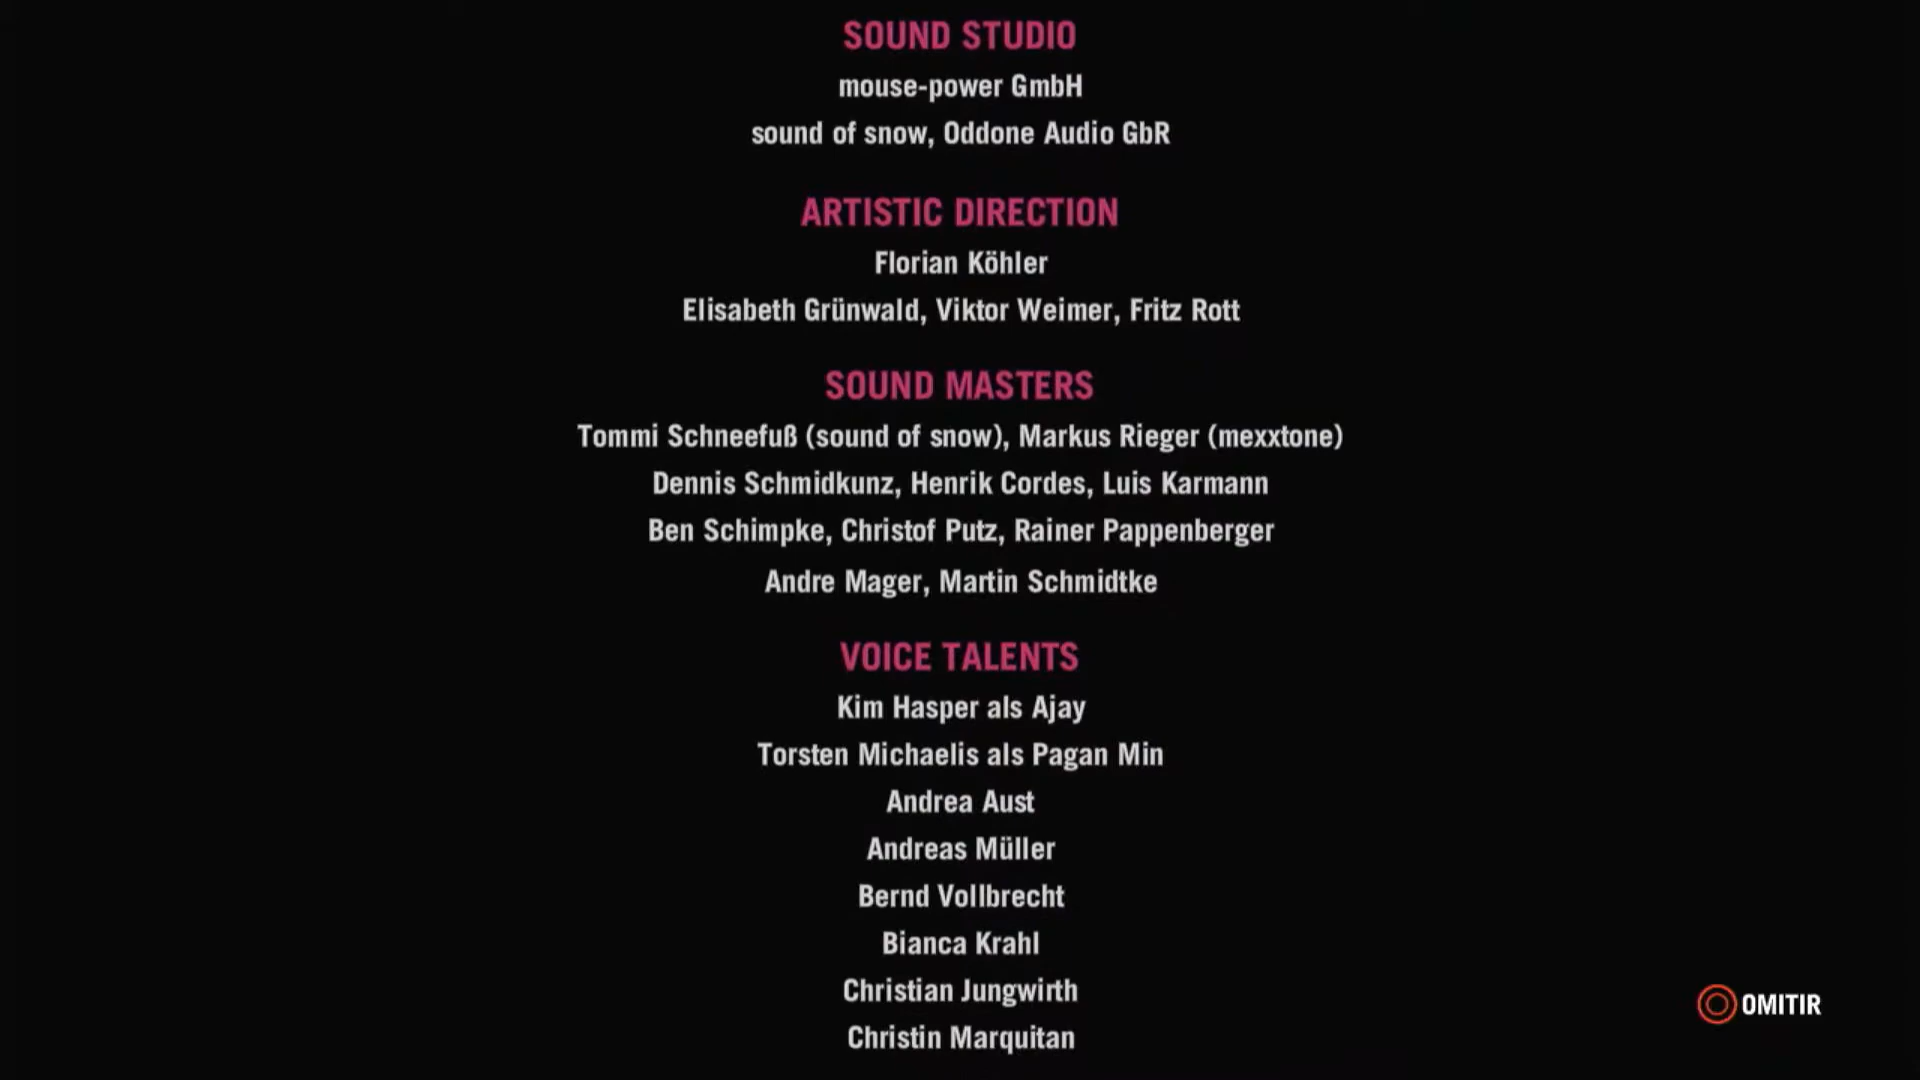 SOUND STUDIO
mouse-power GmbH
sound of snow, Oddone Audio GbR
ARTISTIC DIRECTION
Florian Köhler
Elisabeth Grünwald, Viktor Weimer, Fritz Rott
SOUND MASTERS
Tommi Schneefuß (sound of snow), Markus Rieger (mexxtone)
Dennis Schmidkunz, Henrik Cordes, Luis Karmann
Ben Schimpke, Christof Putz, Rainer Pappenberger
Andre Mager, Martin Schmidtke
VOICE TALENTS
Kim Hasper als Ajay
Torsten Michaelis als Pagan Min
Andrea Aust
Andreas Müller
Bernd Vollbrecht
Bianca Krahl
Christian Jungwirth
Christin Marquitan
OMITIR